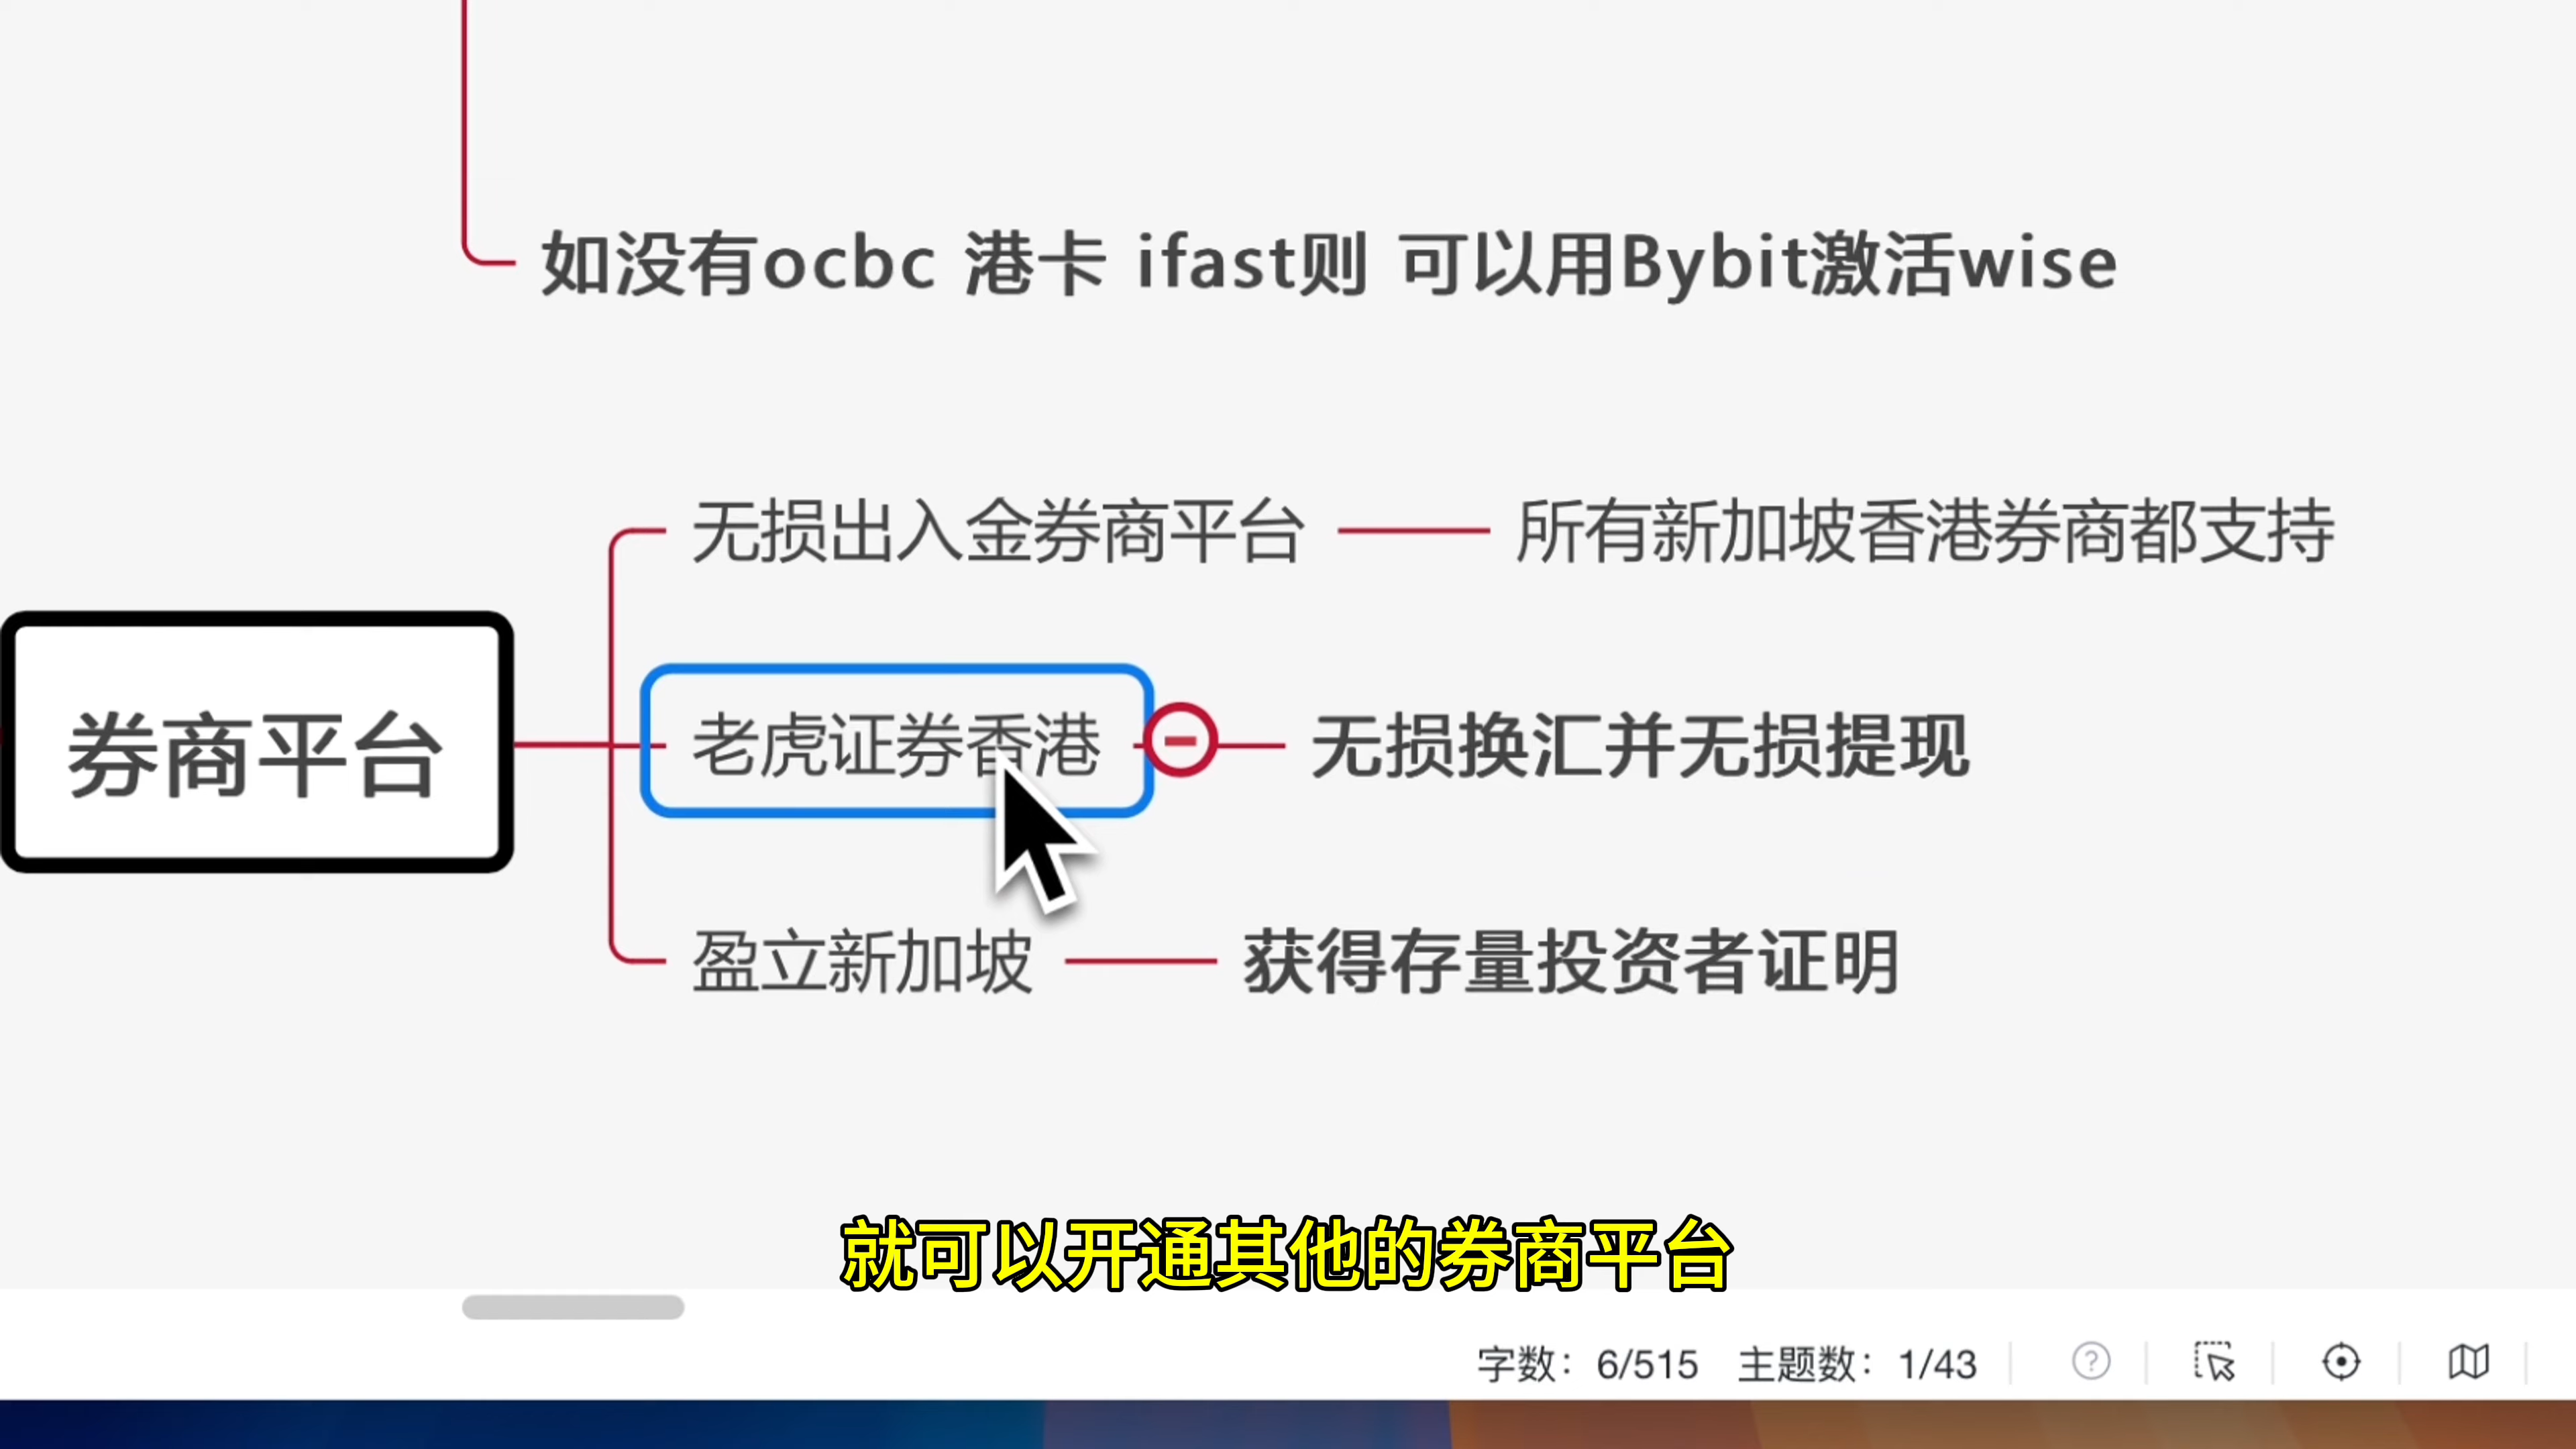 如没有ocbc 港卡 ifast则 可以用Bybit激活wise
无损出入金券商平台
所有新加坡香港券商都支持
券商平台
老虎证券香港
无损换汇并无损提现
盈立新加坡
获得存量投资者证明
就可以开通其他的券商平台
字数：6/515 主题数：1/43